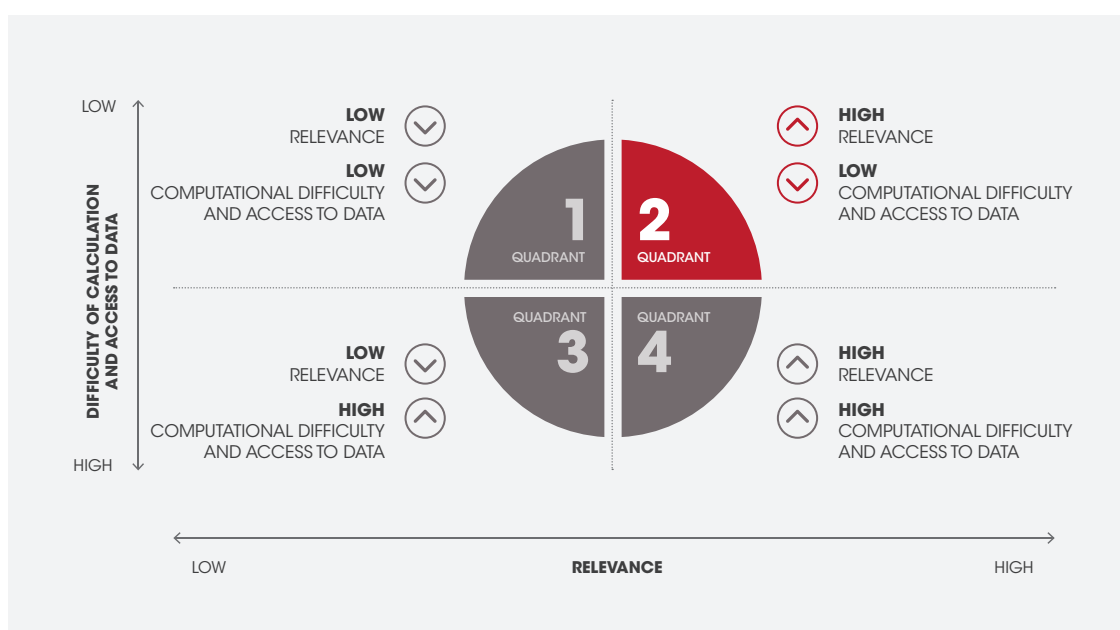 LOW
DIFFICULTY OF CALCULATION
AND ACCESS TO DATA
HIGH
LOW
RELEVANCE
LOW
COMPUTATIONAL DIFFICULTY
AND ACCESS TO DATA
1
QUADRANT
2
QUADRANT
HIGH
RELEVANCE
LOW
COMPUTATIONAL DIFFICULTY
AND ACCESS TO DATA
LOW
RELEVANCE
HIGH
COMPUTATIONAL DIFFICULTY
AND ACCESS TO DATA
QUADRANT
3
QUADRANT
4
HIGH
RELEVANCE
HIGH
COMPUTATIONAL DIFFICULTY
AND ACCESS TO DATA
LOW
RELEVANCE
HIGH